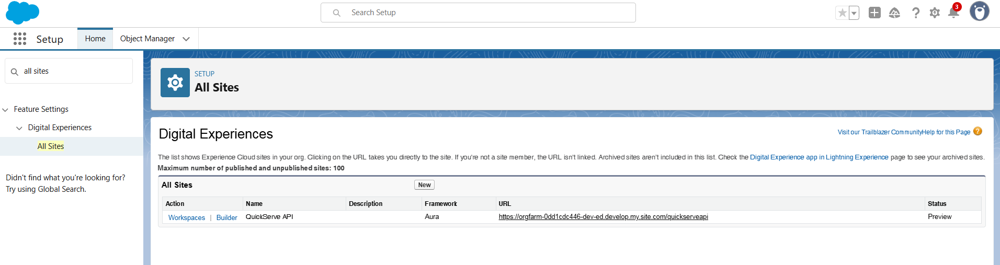 Search Setup
3
Setup
Home
Object Manager
all sites
Feature Settings
Digital Experiences
All Sites
Didn't find what you're looking for?
Try using Global Search.
SETUP
All Sites
Digital Experiences
Visit our Trailblazer CommunityHelp for this Page ?
The list shows Experience Cloud sites in your org. Clicking on the URL takes you directly to the site. If you're not a site member, the URL isn't linked. Archived sites aren't included in this list. Check the Digital Experience app in Lightning Experience page to see your archived sites.
Maximum number of published and unpublished sites: 100
All Sites New
Action Name Description Framework URL Status
Workspaces | Builder QuickServe API Aura https://orgfarm-0dd1cdc446-dev-ed.develop.my.site.com/quickserveapi Preview